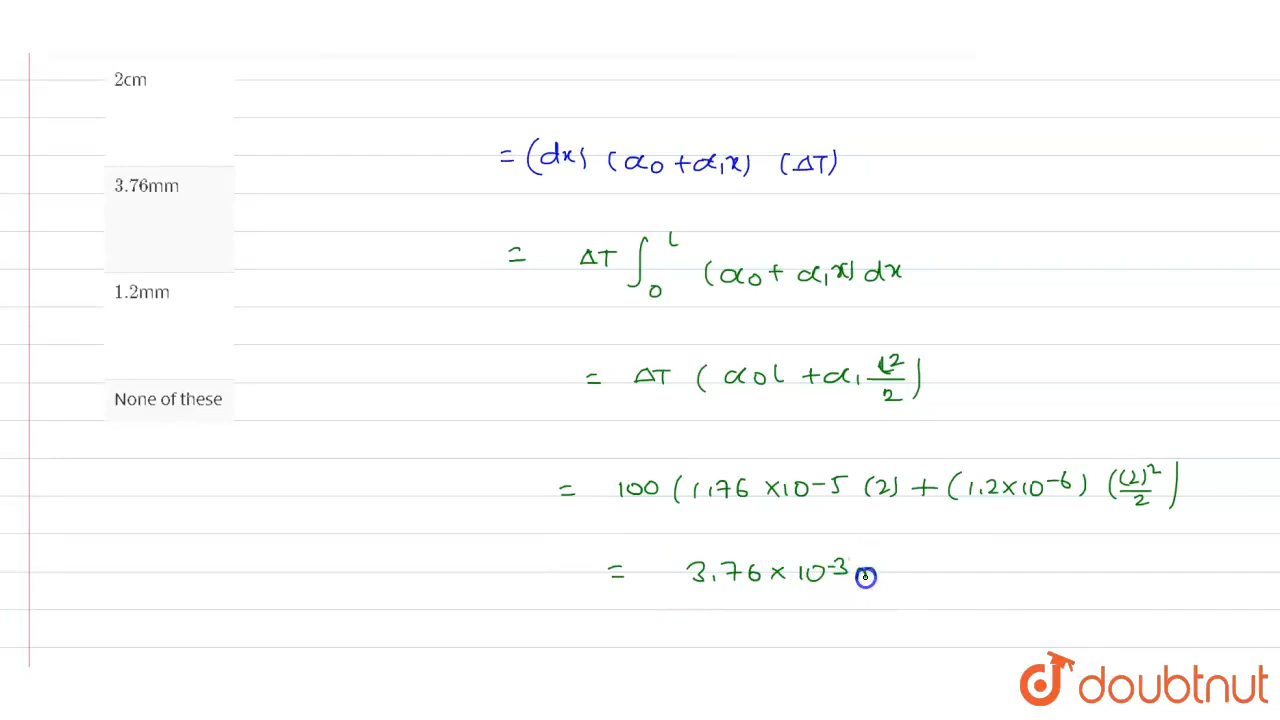 2cm
= (dx) (α0 + α1x) (ΔT)
3.76mm
= ΔT ∫0^l (α0 + α1x) dx
1.2mm
= ΔT (α0l + α1 l²/2)
None of these
= 100 (1.76 ×10-5 (2) + (1.2×10-6) ((2)²/2)
= 3.76 × 10-3
doubtnut